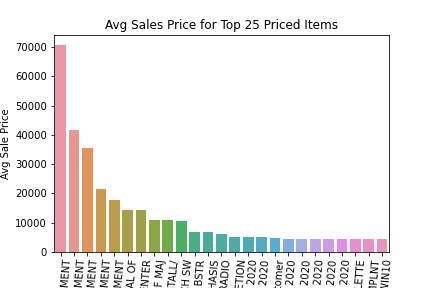 Avg Sales Price for Top 25 Priced Items
Avg Sale Price
70000
60000
50000
40000
30000
20000
10000
0
MENT
MENT
MENT
MENT
MENT
AL OF
NTER
F MAJ
TALL/
H SW
BSTR
HASIS
RADIO
ETION
2020
2020
omer
2020
2020
2020
2020
2020
LETTE
MPLNT
WIN10